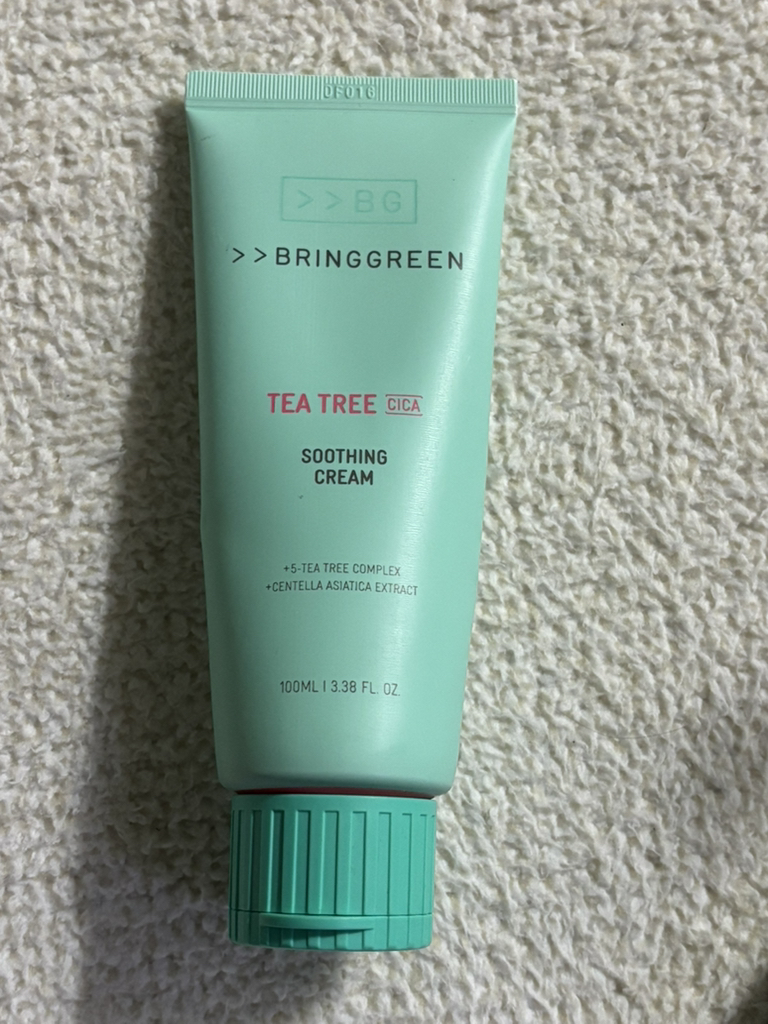 0F016
>>BG
>>BRINGGREEN
TEA TREE CICA
SOOTHING
CREAM
+5-TEA TREE COMPLEX
+CENTELLA ASIATICA EXTRACT
100ML | 3.38 FL. OZ.